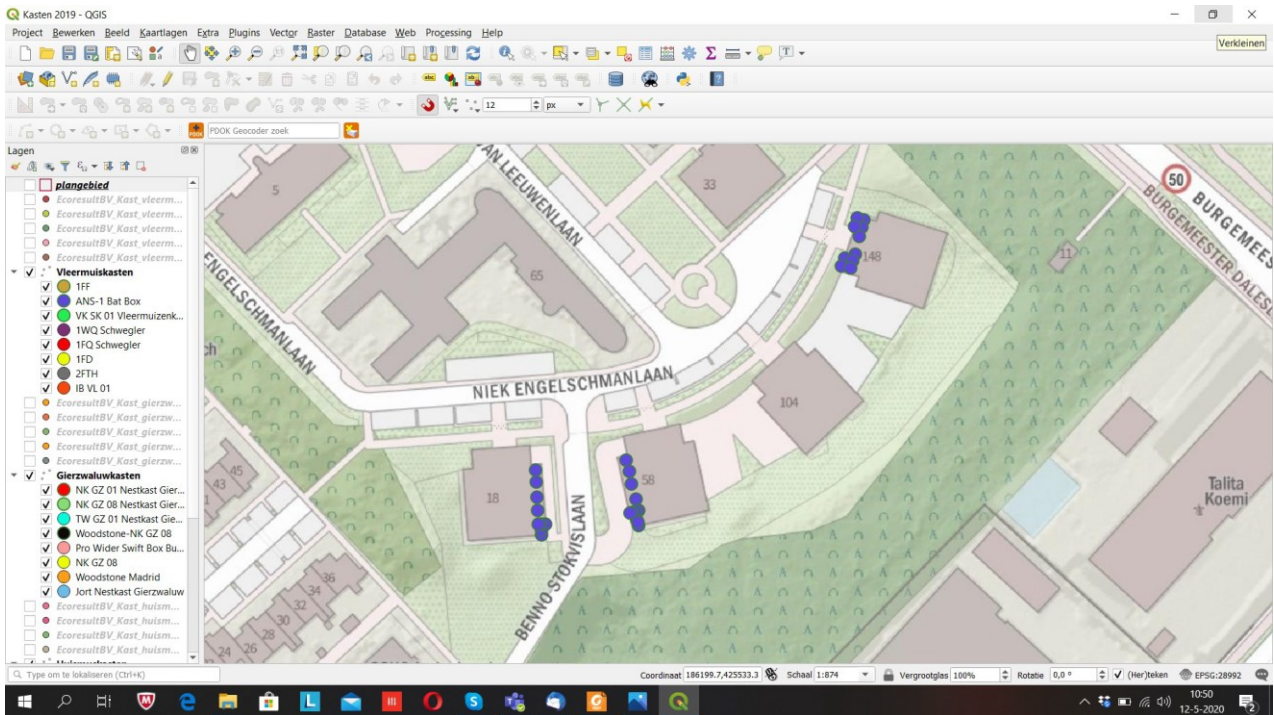 Kasten 2019 - QGIS
Verkleinen
Project Bewerken Beeld Kaartlagen Extra Plugins Vector Raster Database Web Processing Help
12 px
PDOK Geocoder zoek
Lagen
plangebied
EcoresultBV_Kast_vleerm...
EcoresultBV_Kast_vleerm...
EcoresultBV_Kast_vleerm...
EcoresultBV_Kast_vleerm...
EcoresultBV_Kast_vleerm...
Vleermuiskasten
1FF
ANS-1 Bat Box
VK SK 01 Vleermuizenk...
1WQ Schwegler
1FQ Schwegler
1FD
2FTH
IB VL 01
EcoresultBV_Kast_gierzw...
EcoresultBV_Kast_gierzw...
EcoresultBV_Kast_gierzw...
EcoresultBV_Kast_gierzw...
EcoresultBV_Kast_gierzw...
Gierzwaluwkasten
NK GZ 01 Nestkast Gier...
NK GZ 08 Nestkast Gier...
TW GZ 01 Nestkast Gie...
Woodstone-NK GZ 08
Pro Wider Swift Box Bu...
NK GZ 08
Woodstone Madrid
Jort Nestkast Gierzwaluw
EcoresultBV_Kast_huism...
EcoresultBV_Kast_huism...
EcoresultBV_Kast_huism...
EcoresultBV_Kast_huism...
5
33
AN LEEUWENLAAN
50
BURGEMEES
BURGEMEESTER DALES
11
148
65
ENGELSCHMANLAAN
ch
NIEK ENGELSCHMANLAAN
104
45
43
18
58
BENNO STOKVISLAAN
Talita
Koemi
36
34
32
30
28
26
24
Type om te lokaliseren (Ctrl+K)
Coordinaat 186199.7,425533.3 Schaal 1:874 Vergrootglas 100% Rotatie 0,0 ° (Her)teken EPSG:28992
10:50
12-5-2020